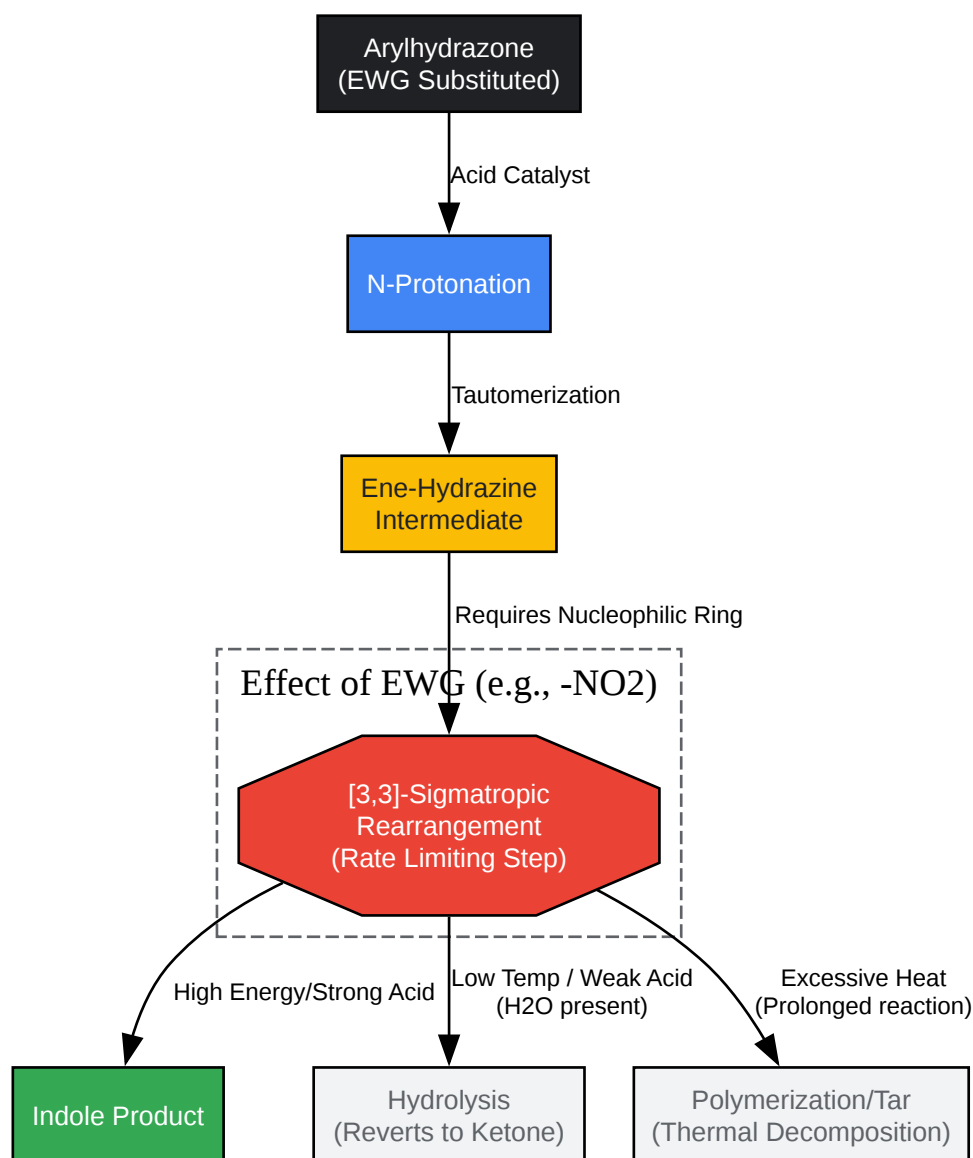 Arylhydrazone
(EWG Substituted)
Acid Catalyst
N-Protonation
Tautomerization
Ene-Hydrazine
Intermediate
Requires Nucleophilic Ring
Effect of EWG (e.g., -NO2)
[3,3]-Sigmatropic
Rearrangement
(Rate Limiting Step)
High Energy/Strong Acid
Low Temp / Weak Acid
(H2O present)
Excessive Heat
(Prolonged reaction)
Indole Product
Hydrolysis
(Reverts to Ketone)
Polymerization/Tar
(Thermal Decomposition)